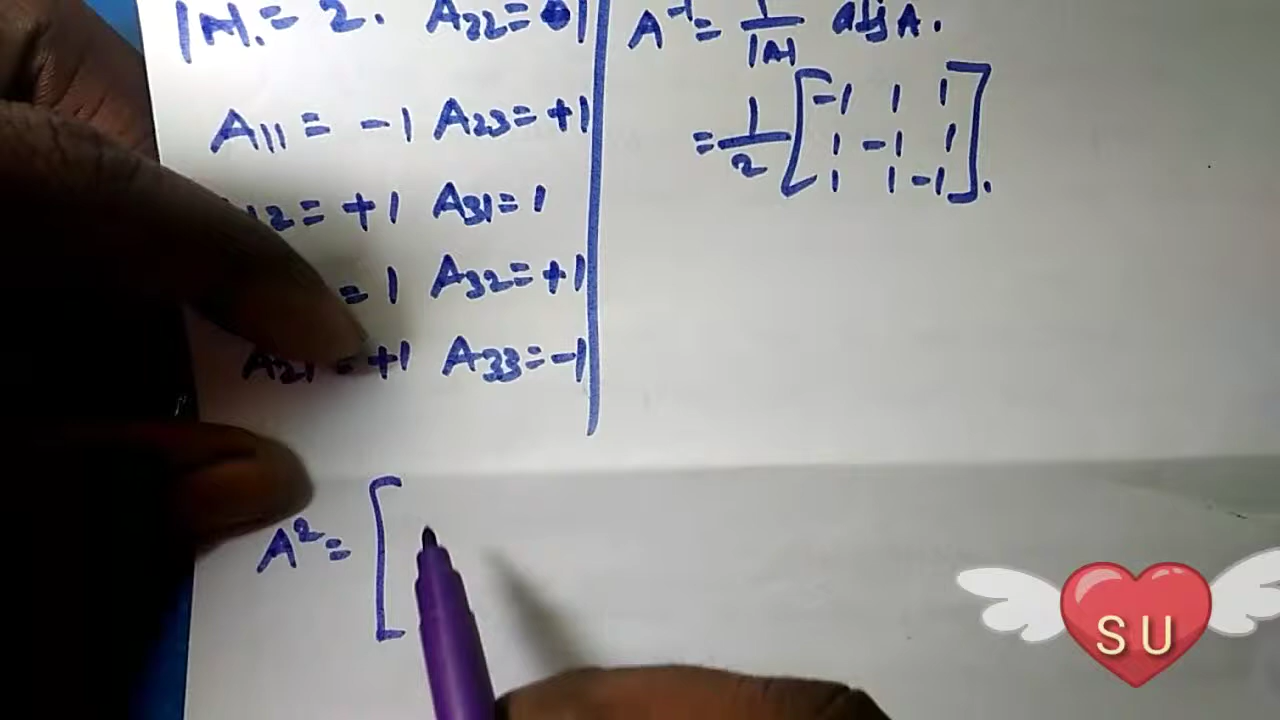 |A| = 2. A22 = -1
A11 = -1 A23 = +1
12 = +1 A31 = 1
= 1 A32 = +1
A21 = +1 A33 = -1
A⁻¹ = 1/|A| adj A.
= 1/2 [ -1 1 1
1 -1 1
1 1 -1 ].
A² = [
S U